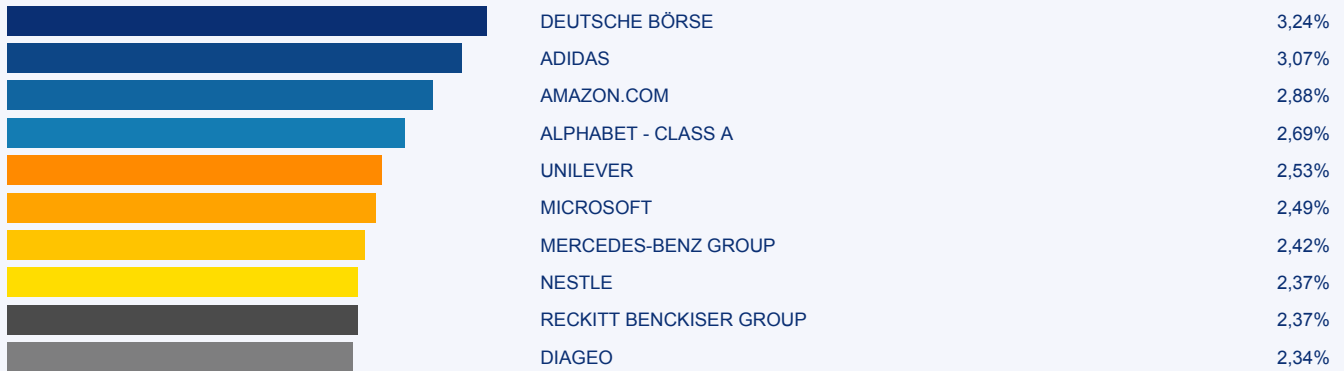 DEUTSCHE BÖRSE 3,24%
ADIDAS 3,07%
AMAZON.COM 2,88%
ALPHABET - CLASS A 2,69%
UNILEVER 2,53%
MICROSOFT 2,49%
MERCEDES-BENZ GROUP 2,42%
NESTLE 2,37%
RECKITT BENCKISER GROUP 2,37%
DIAGEO 2,34%